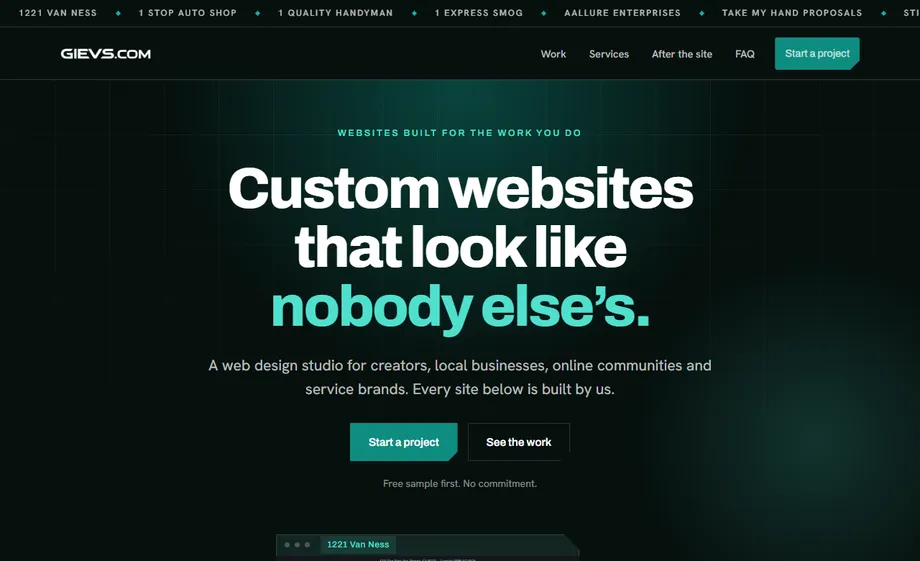 1221 VAN NESS ◆ 1 STOP AUTO SHOP ◆ 1 QUALITY HANDYMAN ◆ 1 EXPRESS SMOG ◆ AALLURE ENTERPRISES ◆ TAKE MY HAND PROPOSALS ◆
GIEVS.COM
Work Services After the site FAQ Start a project
WEBSITES BUILT FOR THE WORK YOU DO
Custom websites
that look like
nobody else's.
A web design studio for creators, local businesses, online communities and
service brands. Every site below is built by us.
Start a project See the work
Free sample first. No commitment.
1221 Van Ness